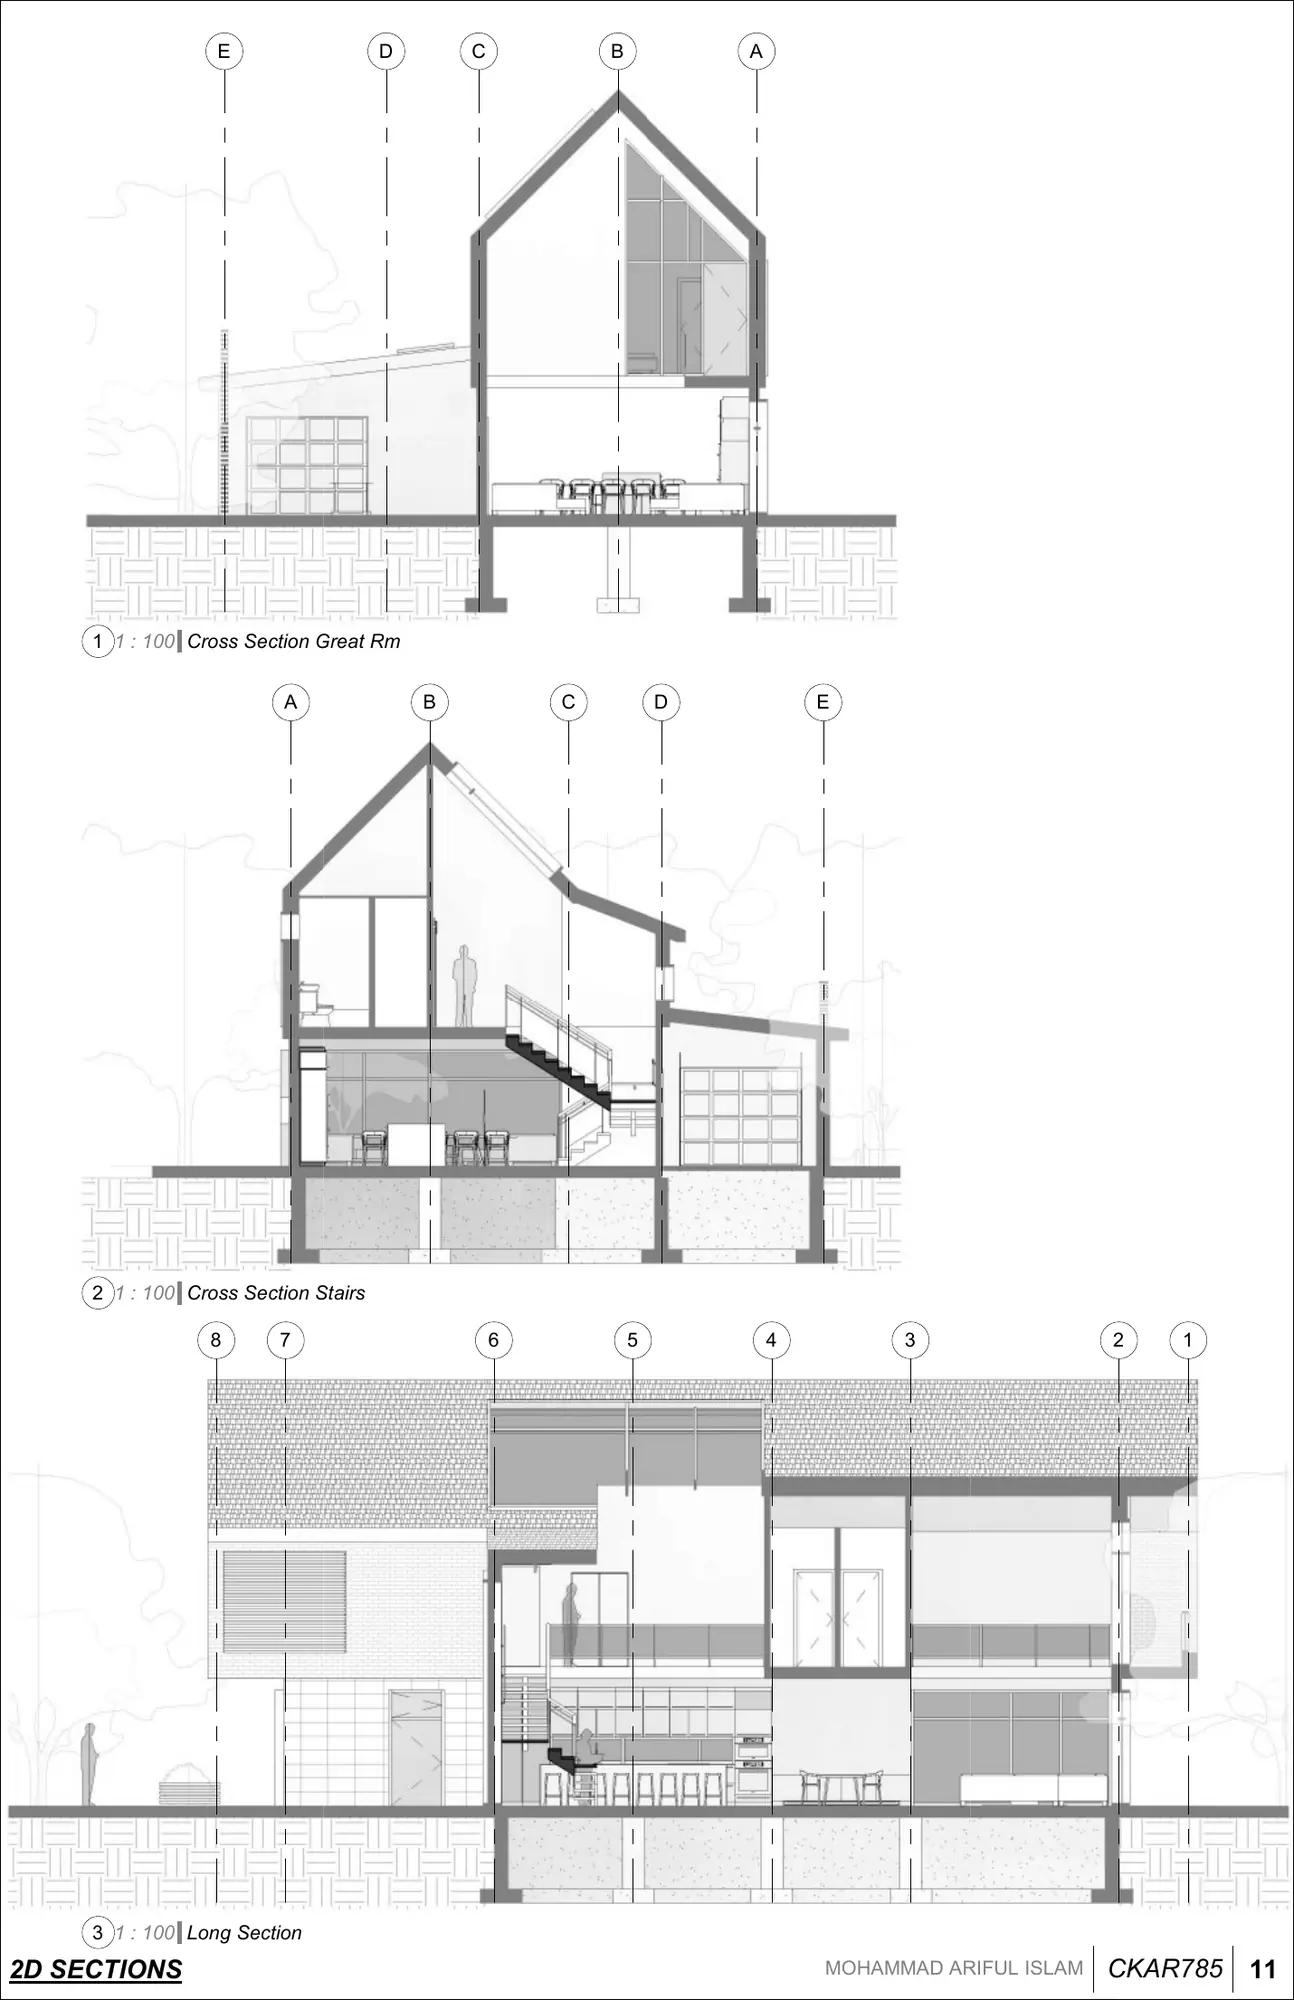 E D C B A
1 1 : 100 Cross Section Great Rm
A B C D E
2 1 : 100 Cross Section Stairs
8 7 6 5 4 3 2 1
3 1 : 100 Long Section
2D SECTIONS MOHAMMAD ARIFUL ISLAM CKAR785 11